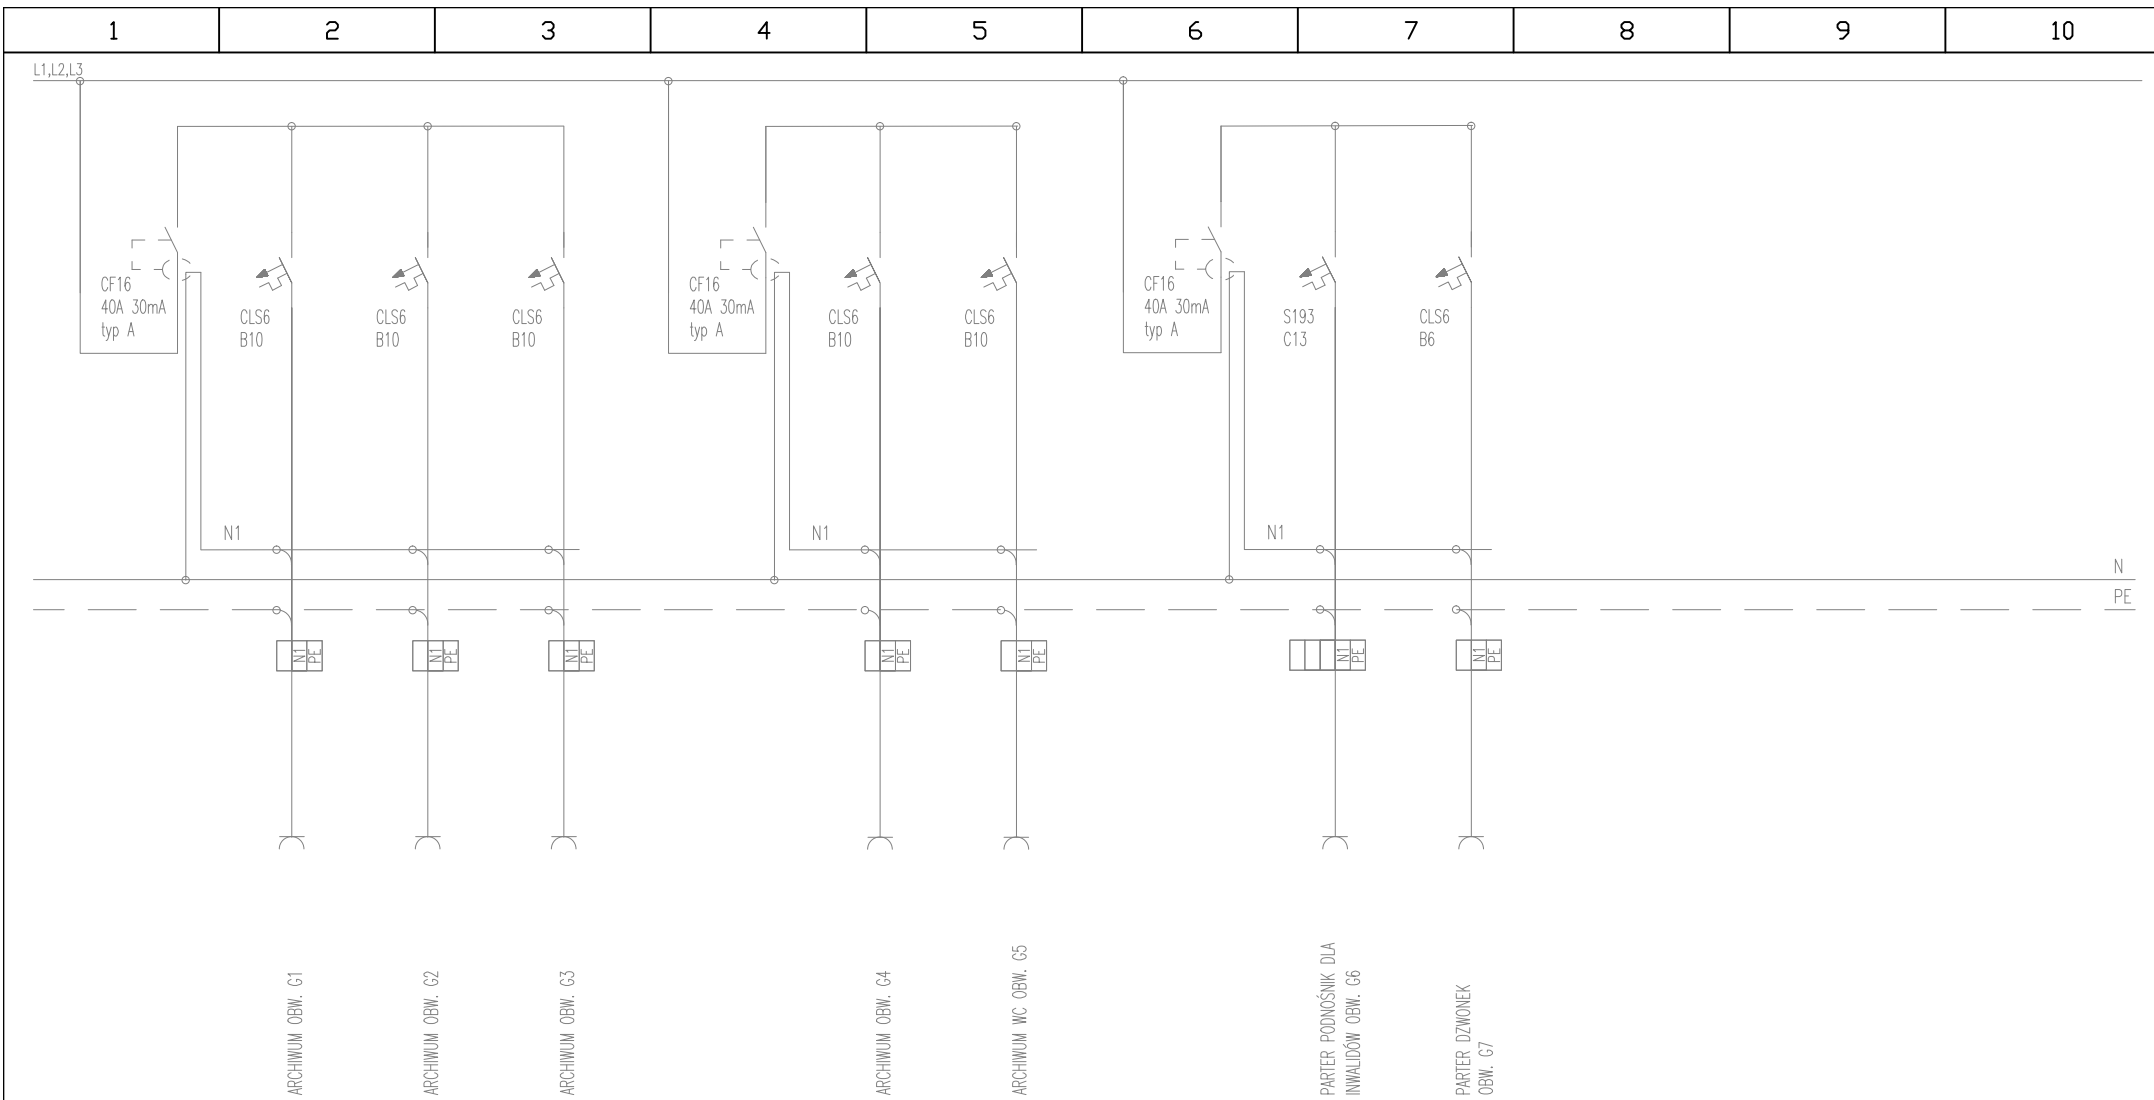 1
2
3
4
5
6
7
8
9
10
L1,L2,L3
CF16
40A 30mA
typ A
CLS6
B10
CLS6
B10
CLS6
B10
CF16
40A 30mA
typ A
CLS6
B10
CLS6
B10
CF16
40A 30mA
typ A
S193
C13
CLS6
B6
N1
N1
N1
N
PE
N1
PE
N1
PE
N1
PE
N1
PE
N1
PE
N1
PE
N1
PE
ARCHIWUM OBW. G1
ARCHIWUM OBW. G2
ARCHIWUM OBW. G3
ARCHIWUM OBW. G4
ARCHIWUM WC OBW. G5
PARTER PODNOŚNIK DLA
INWALIDÓW OBW. G6
PARTER DZWONEK
OBW. G7